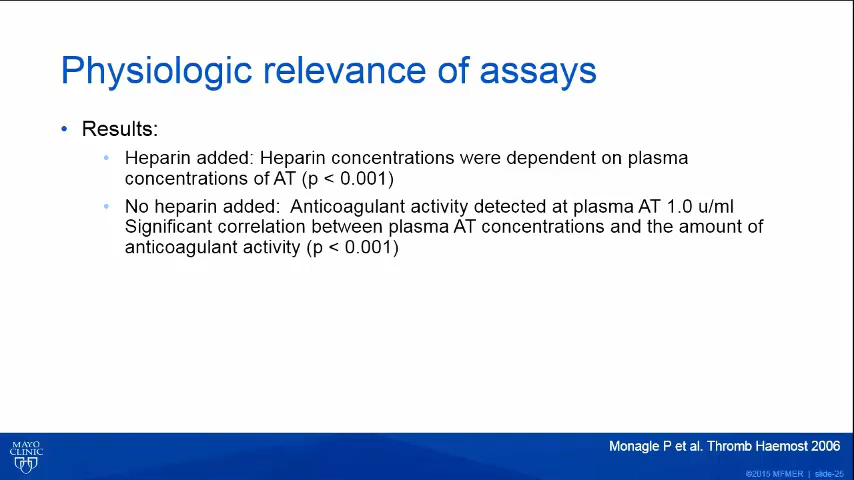 Physiologic relevance of assays
• Results:
• Heparin added: Heparin concentrations were dependent on plasma
concentrations of AT (p < 0.001)
• No heparin added: Anticoagulant activity detected at plasma AT 1.0 u/ml
Significant correlation between plasma AT concentrations and the amount of
anticoagulant activity (p < 0.001)
MAYO
CLINIC
Monagle P et al. Thromb Haemost 2006
©2015 MFMER | slide-25